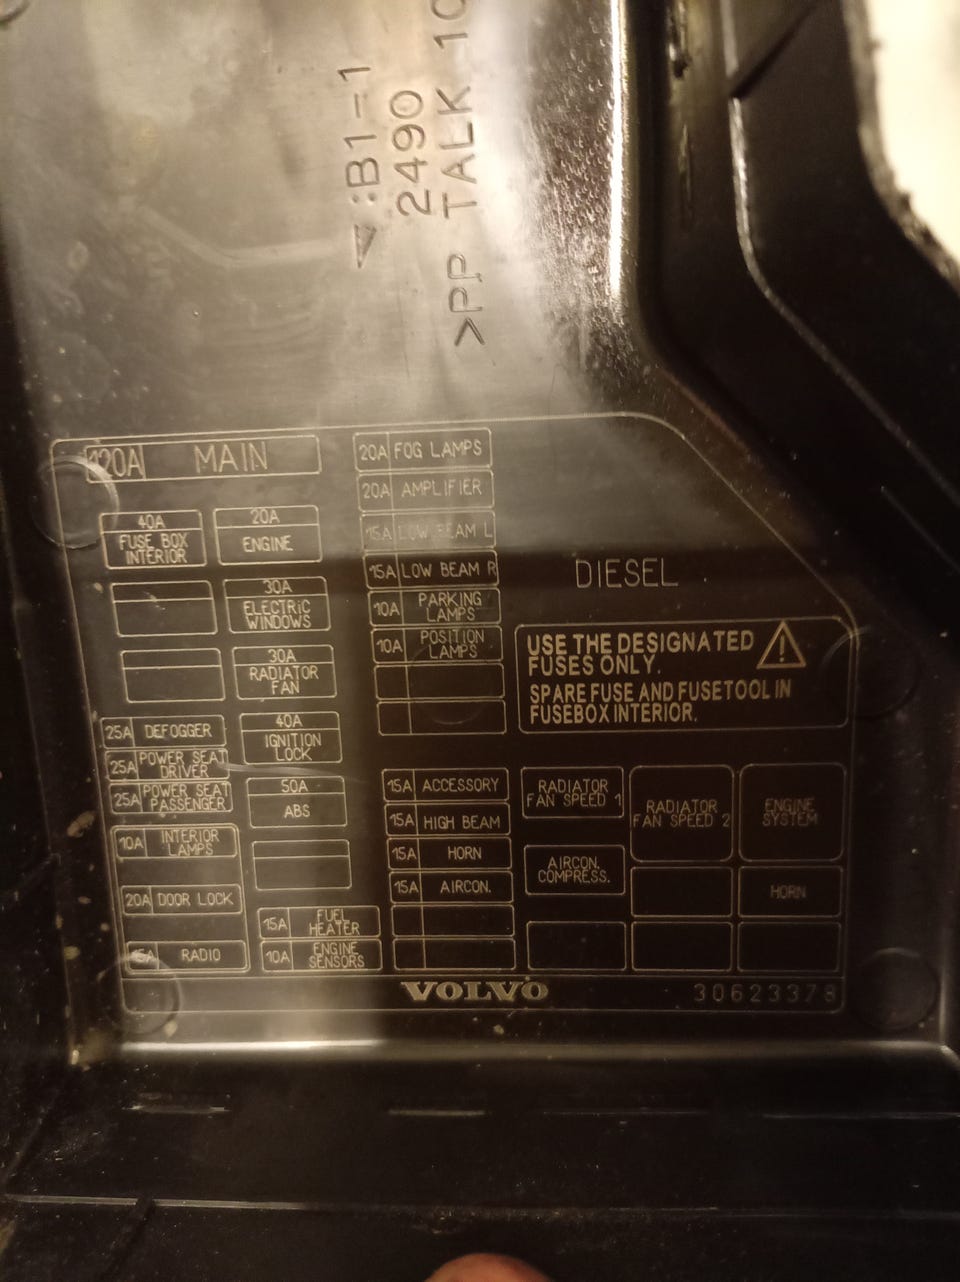 :B1-1
2490
>PP TALK
120A MAIN
40A
FUSE BOX
INTERIOR
20A
ENGINE
30A
ELECTRIC
WINDOWS
30A
RADIATOR
FAN
25A DEFOGGER
25A POWER SEAT
DRIVER
25A POWER SEAT
PASSENGER
40A
IGNITION
LOCK
50A
ABS
10A INTERIOR
LAMPS
20A DOOR LOCK
15A RADIO
15A FUEL
HEATER
10A ENGINE
SENSORS
20A FOG LAMPS
20A AMPLIFIER
15A LOW BEAM L
15A LOW BEAM R
10A PARKING
LAMPS
10A POSITION
LAMPS
DIESEL
USE THE DESIGNATED
FUSES ONLY.
SPARE FUSE AND FUSETOOL IN
FUSEBOX INTERIOR.
15A ACCESSORY
15A HIGH BEAM
15A HORN
15A AIRCON.
RADIATOR
FAN SPEED 1
AIRCON.
COMPRESS.
RADIATOR
FAN SPEED 2
ENGINE
SYSTEM
HORN
VOLVO
30623378